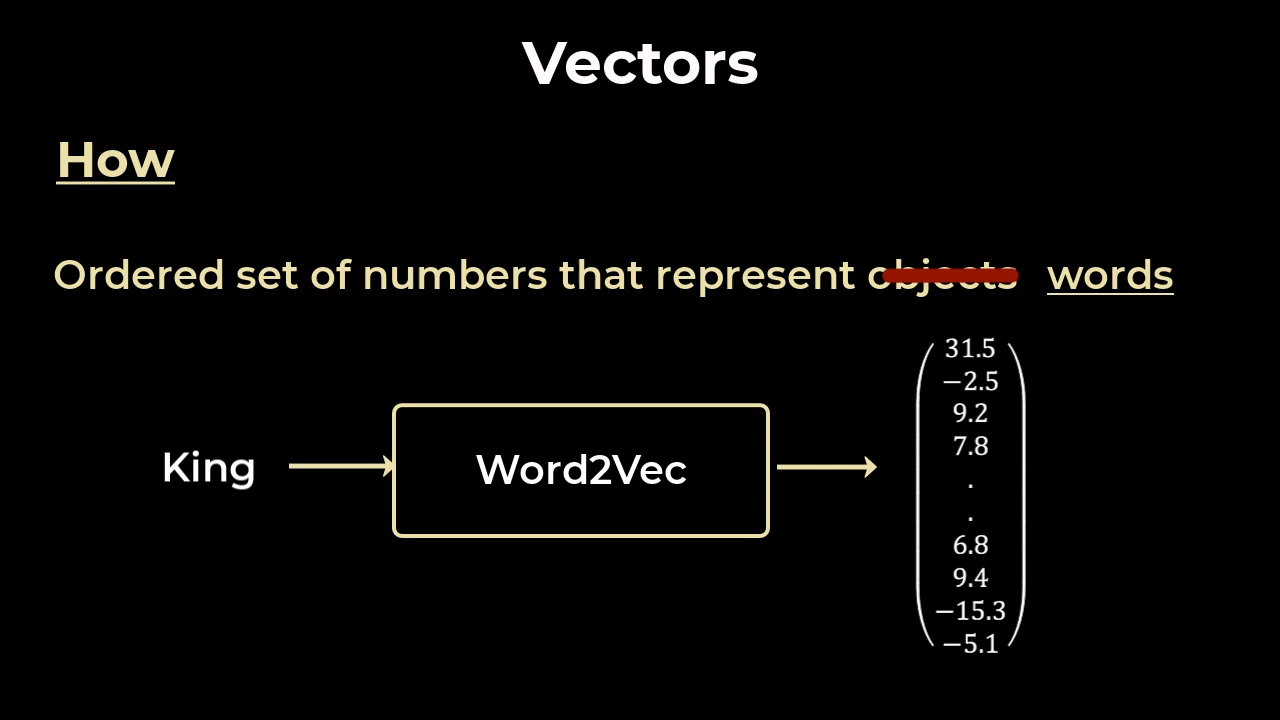 Vectors
How
Ordered set of numbers that represent objects words
King
Word2Vec
31.5
−2.5
9.2
7.8
.
.
6.8
9.4
−15.3
−5.1